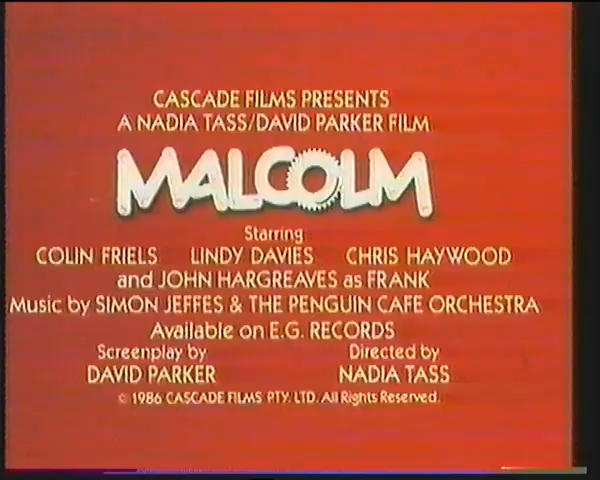 CASCADE FILMS PRESENTS
A NADIA TASS/DAVID PARKER FILM
MALCOLM
Starring
COLIN FRIELS LINDY DAVIES CHRIS HAYWOOD
and JOHN HARGREAVES as FRANK
Music by SIMON JEFFES & THE PENGUIN CAFE ORCHESTRA
Available on E.G. RECORDS
Screenplay by Directed by
DAVID PARKER NADIA TASS
© 1986 CASCADE FILMS PTY. LTD. All Rights Reserved.